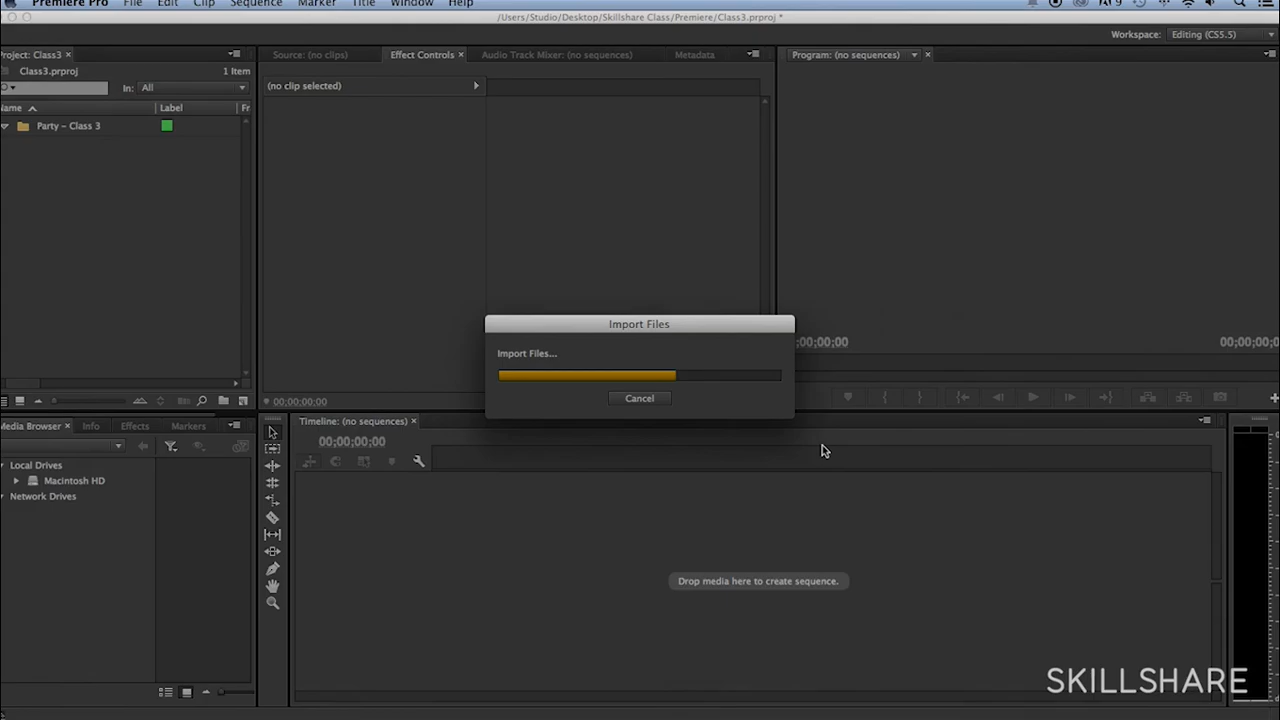 Premiere Pro File Edit Clip Sequence Marker Title Window Help
/Users/Studio/Desktop/Skillshare Class/Premiere/Class3.prproj *
Workspace: Editing (CS5.5)
Project: Class3 ×
Source: (no clips) Effect Controls × Audio Track Mixer: (no sequences) Metadata
Program: (no sequences) ×
Class3.prproj 1 Item
In: All
(no clip selected)
Name Label Fr
Party – Class 3
Import Files
Import Files...
Cancel
;00;00;00 00;00;00;0
00;00;00;00
Media Browser × Info Effects Markers
Timeline: (no sequences) ×
00;00;00;00
Local Drives
Macintosh HD
Network Drives
Drop media here to create sequence.
SKILLSHARE